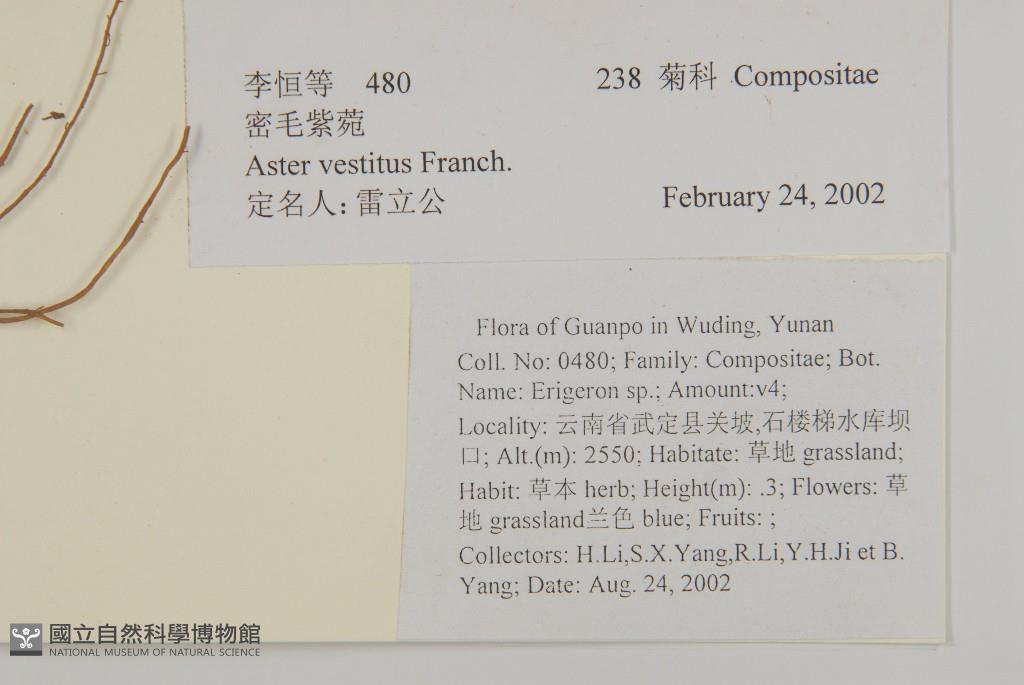 李恒等 480 238 菊科 Compositae
密毛紫菀
Aster vestitus Franch.
定名人: 雷立公 February 24, 2002
Flora of Guanpo in Wuding, Yunan
Coll. No: 0480; Family: Compositae; Bot.
Name: Erigeron sp.; Amount:v4;
Locality: 云南省武定县关坡,石楼梯水库坝
口; Alt.(m): 2550; Habitate: 草地 grassland;
Habit: 草本 herb; Height(m): .3; Flowers: 草
地 grassland兰色 blue; Fruits: ;
Collectors: H.Li,S.X.Yang,R.Li,Y.H.Ji et B.
Yang; Date: Aug. 24, 2002
國立自然科學博物館
NATIONAL MUSEUM OF NATURAL SCIENCE